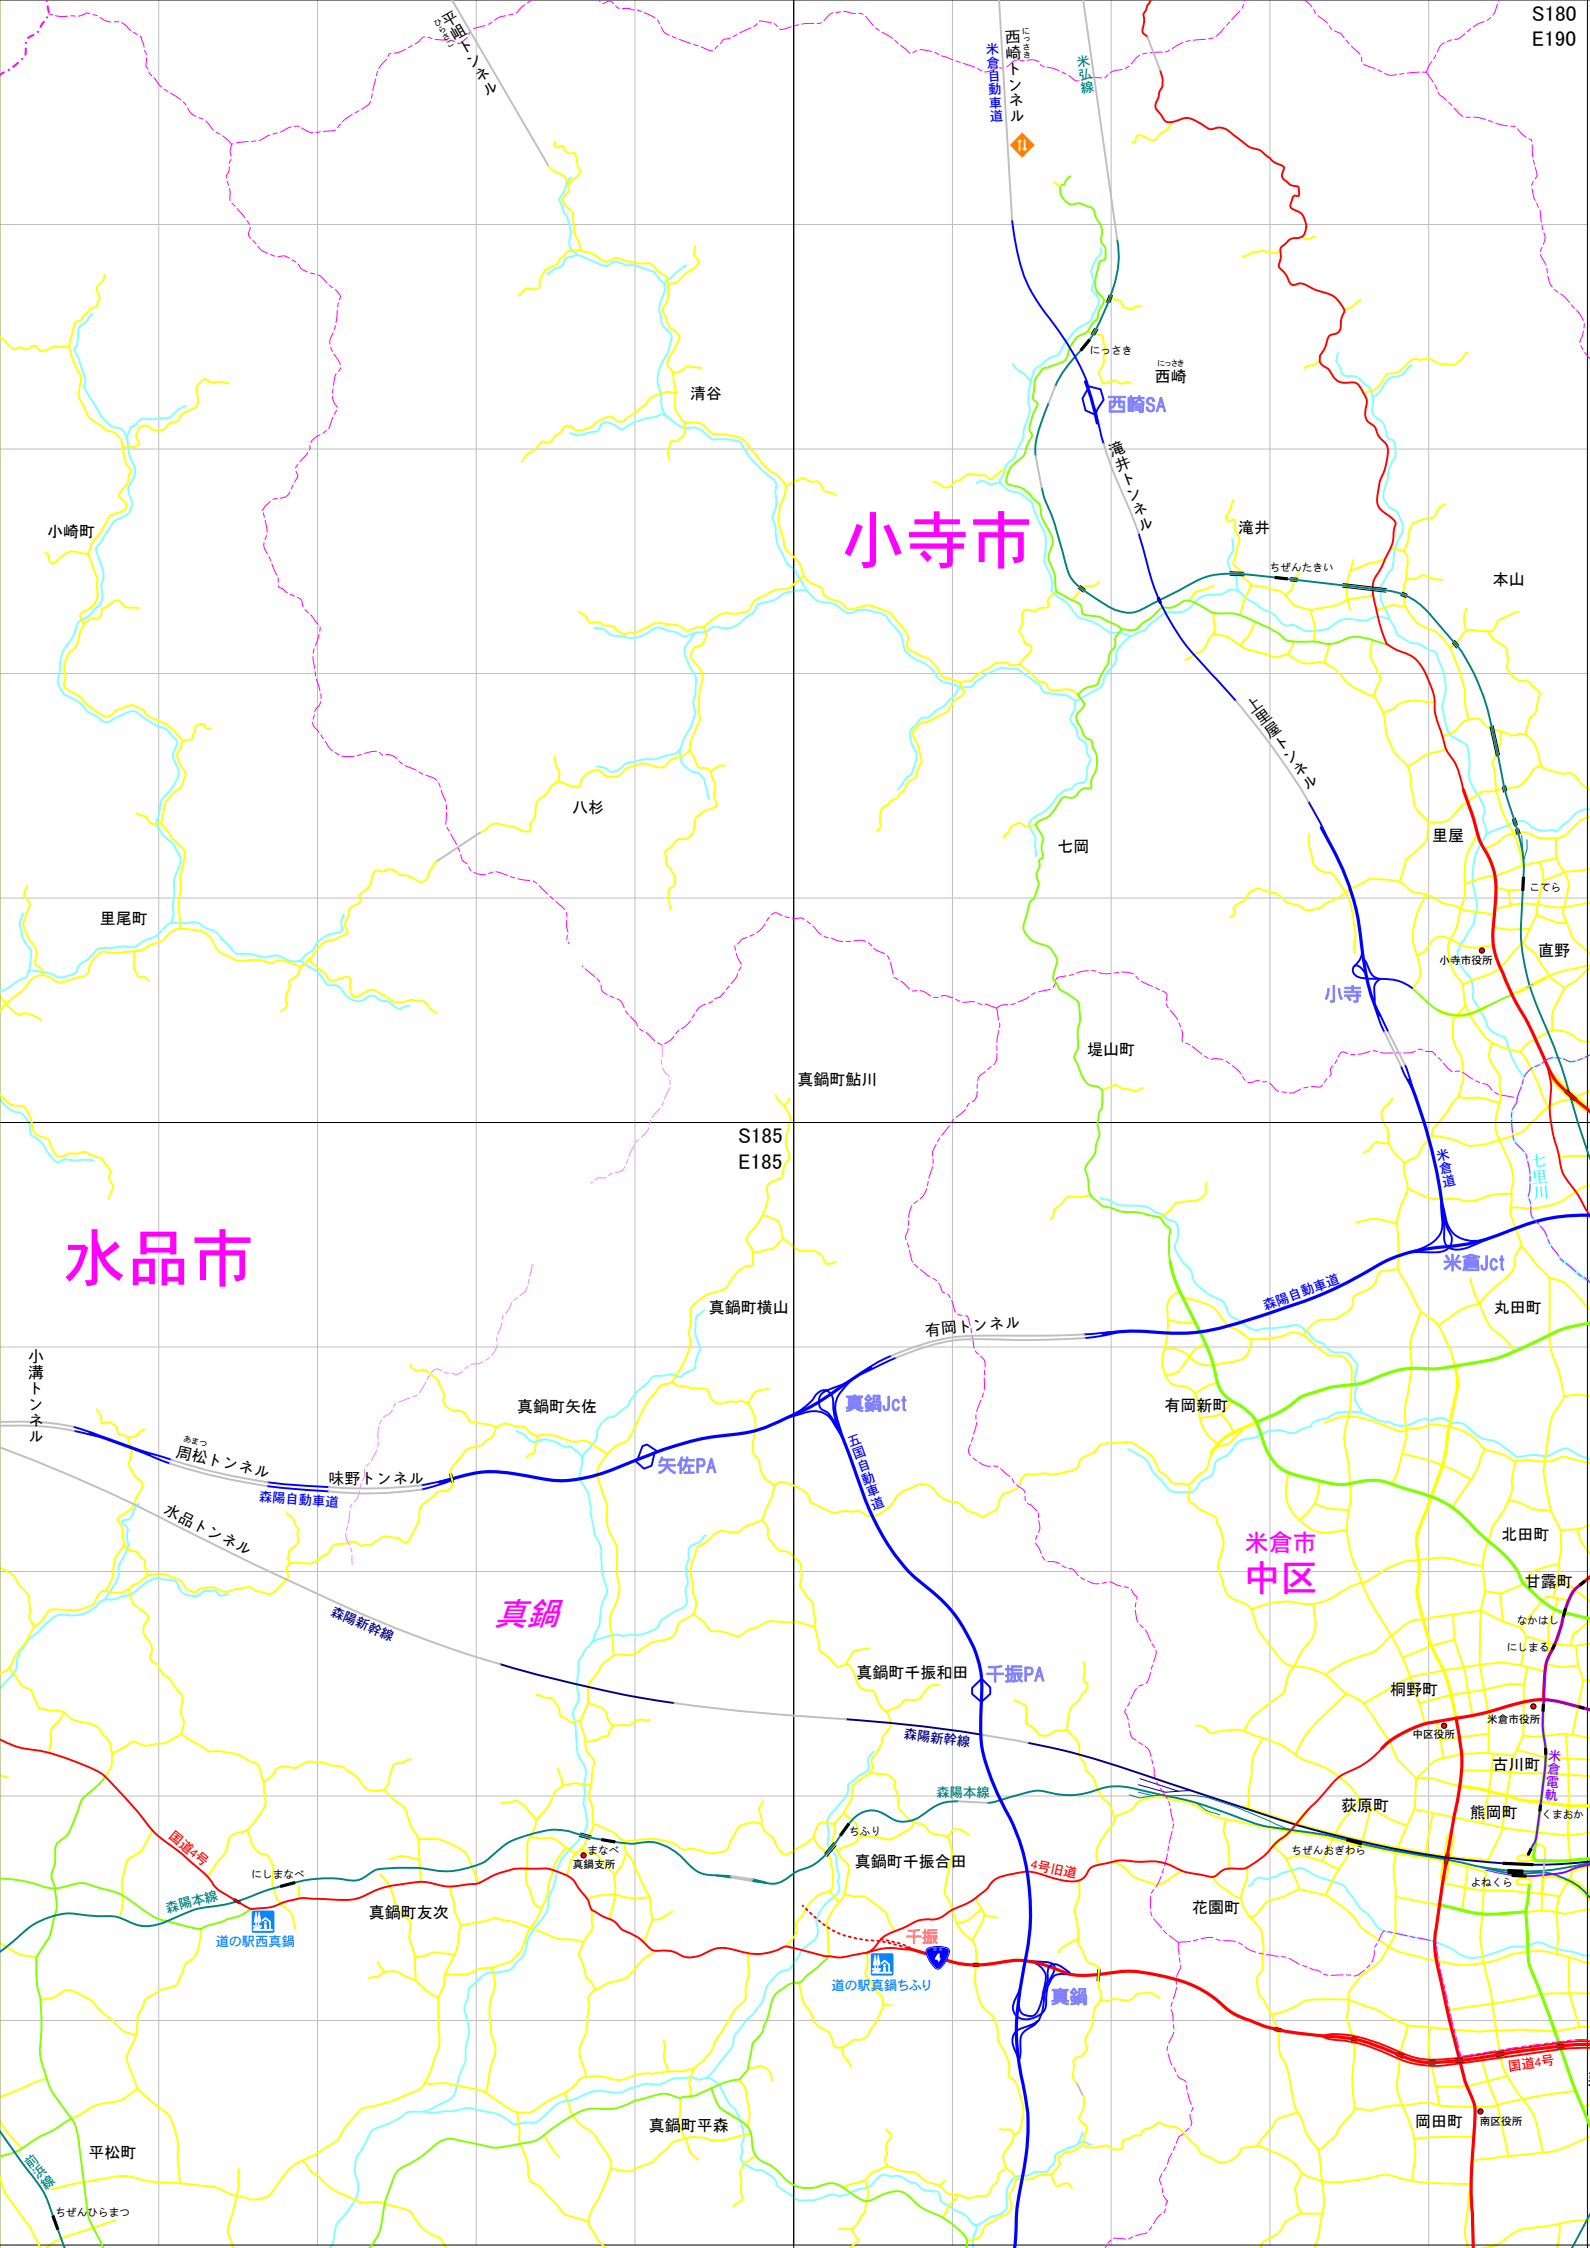 S180
E190
平岨トンネル
ひらさこ
米倉自動車道
西崎トンネル
にっさき
米弘線
にっさき
にっさき
西崎
西崎SA
清谷
滝井トンネル
小崎町
小寺市
滝井
ちぜんたきい
本山
上里屋トンネル
八杉
七岡
里屋
こてら
里尾町
直野
小寺市役所
小寺
堤山町
真鍋町鮎川
S185
E185
米倉道
七里川
水品市
米倉Jct
森陽自動車道
真鍋町横山
丸田町
有岡トンネル
小溝トンネル
真鍋町矢佐
真鍋Jct
有岡新町
あまつ
周松トンネル
五国自動車道
矢佐PA
味野トンネル
森陽自動車道
水品トンネル
米倉市
中区
北田町
甘露町
真鍋
森陽新幹線
なかはし
にしまる
真鍋町千振和田
千振PA
桐野町
米倉市役所
中区役所
森陽新幹線
古川町
米倉電軌
森陽本線
荻原町
熊岡町
くまおか
国道4号
ちふり
まなべ
真鍋支所
真鍋町千振合田
ちぜんおぎわら
4号旧道
にしまなべ
よねくら
森陽本線
真鍋町友次
花園町
道の駅西真鍋
千振
4
道の駅真鍋ちふり
真鍋
国道4号
真鍋町平森
岡田町
南区役所
平松町
前浜線
ちぜんひらまつ